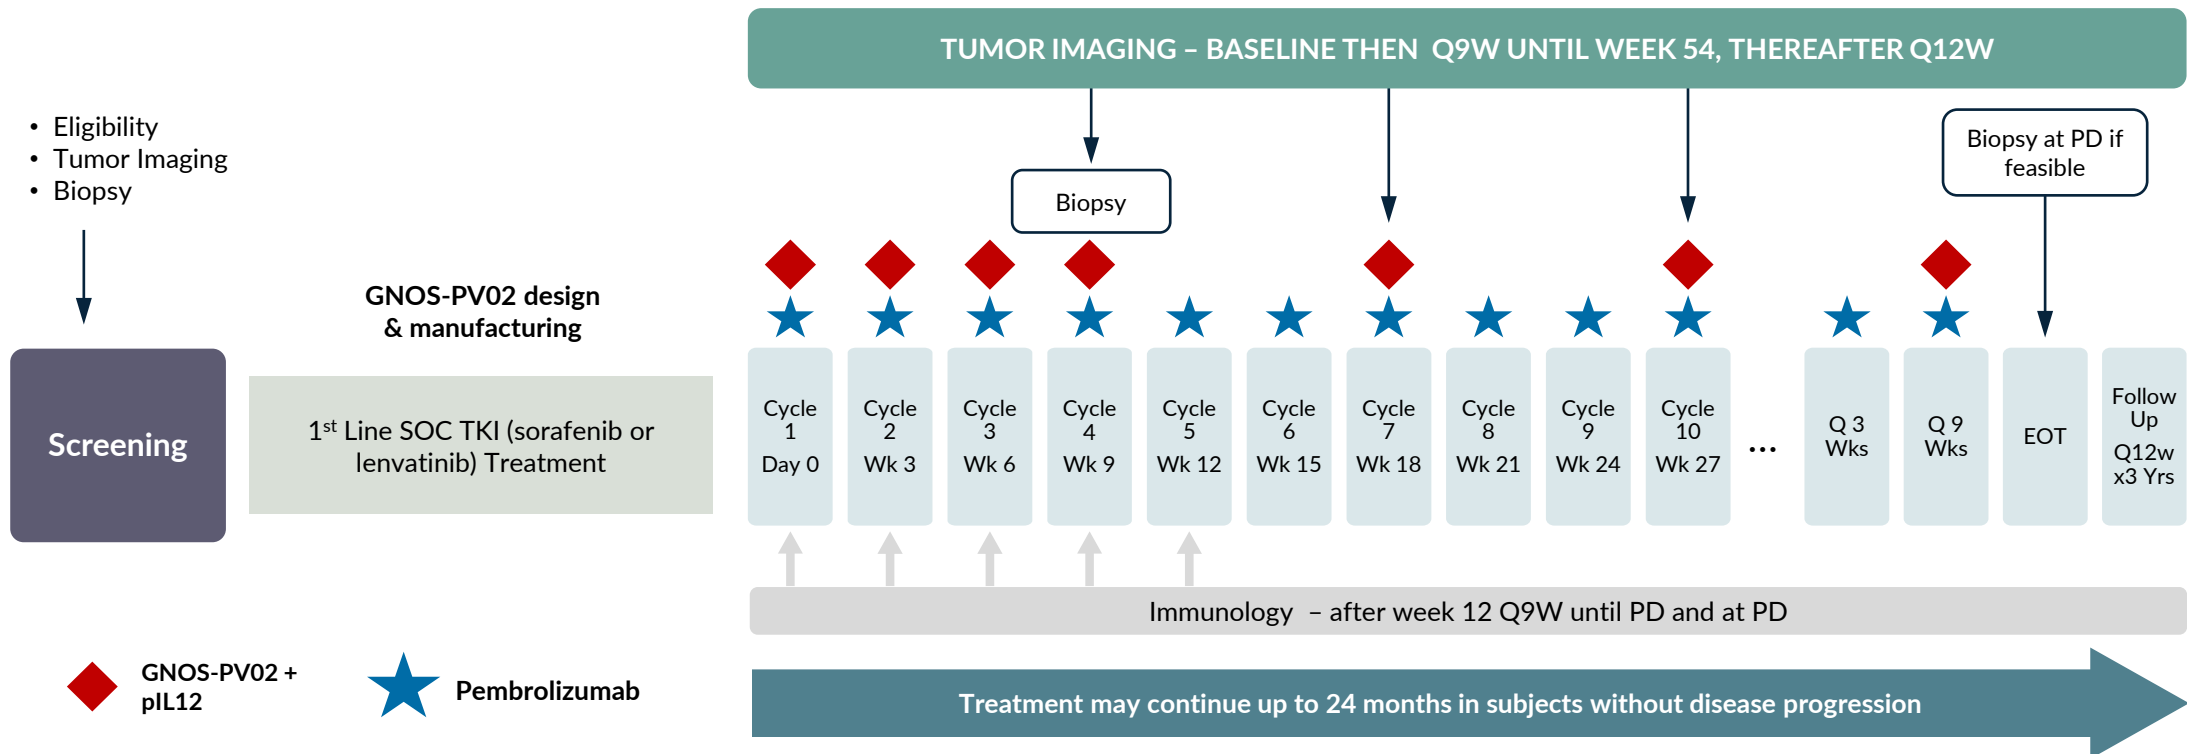 TUMOR IMAGING – BASELINE THEN Q9W UNTIL WEEK 54, THEREAFTER Q12W
• Eligibility
• Tumor Imaging
• Biopsy
Biopsy
Biopsy at PD if
feasible
GNOS-PV02 design
& manufacturing
Screening
1st Line SOC TKI (sorafenib or
lenvatinib) Treatment
Cycle
1
Day 0
Cycle
2
Wk 3
Cycle
3
Wk 6
Cycle
4
Wk 9
Cycle
5
Wk 12
Cycle
6
Wk 15
Cycle
7
Wk 18
Cycle
8
Wk 21
Cycle
9
Wk 24
Cycle
10
Wk 27
...
Q 3
Wks
Q 9
Wks
EOT
Follow
Up
Q12w
x3 Yrs
Immunology – after week 12 Q9W until PD and at PD
GNOS-PV02 +
pIL12
Pembrolizumab
Treatment may continue up to 24 months in subjects without disease progression